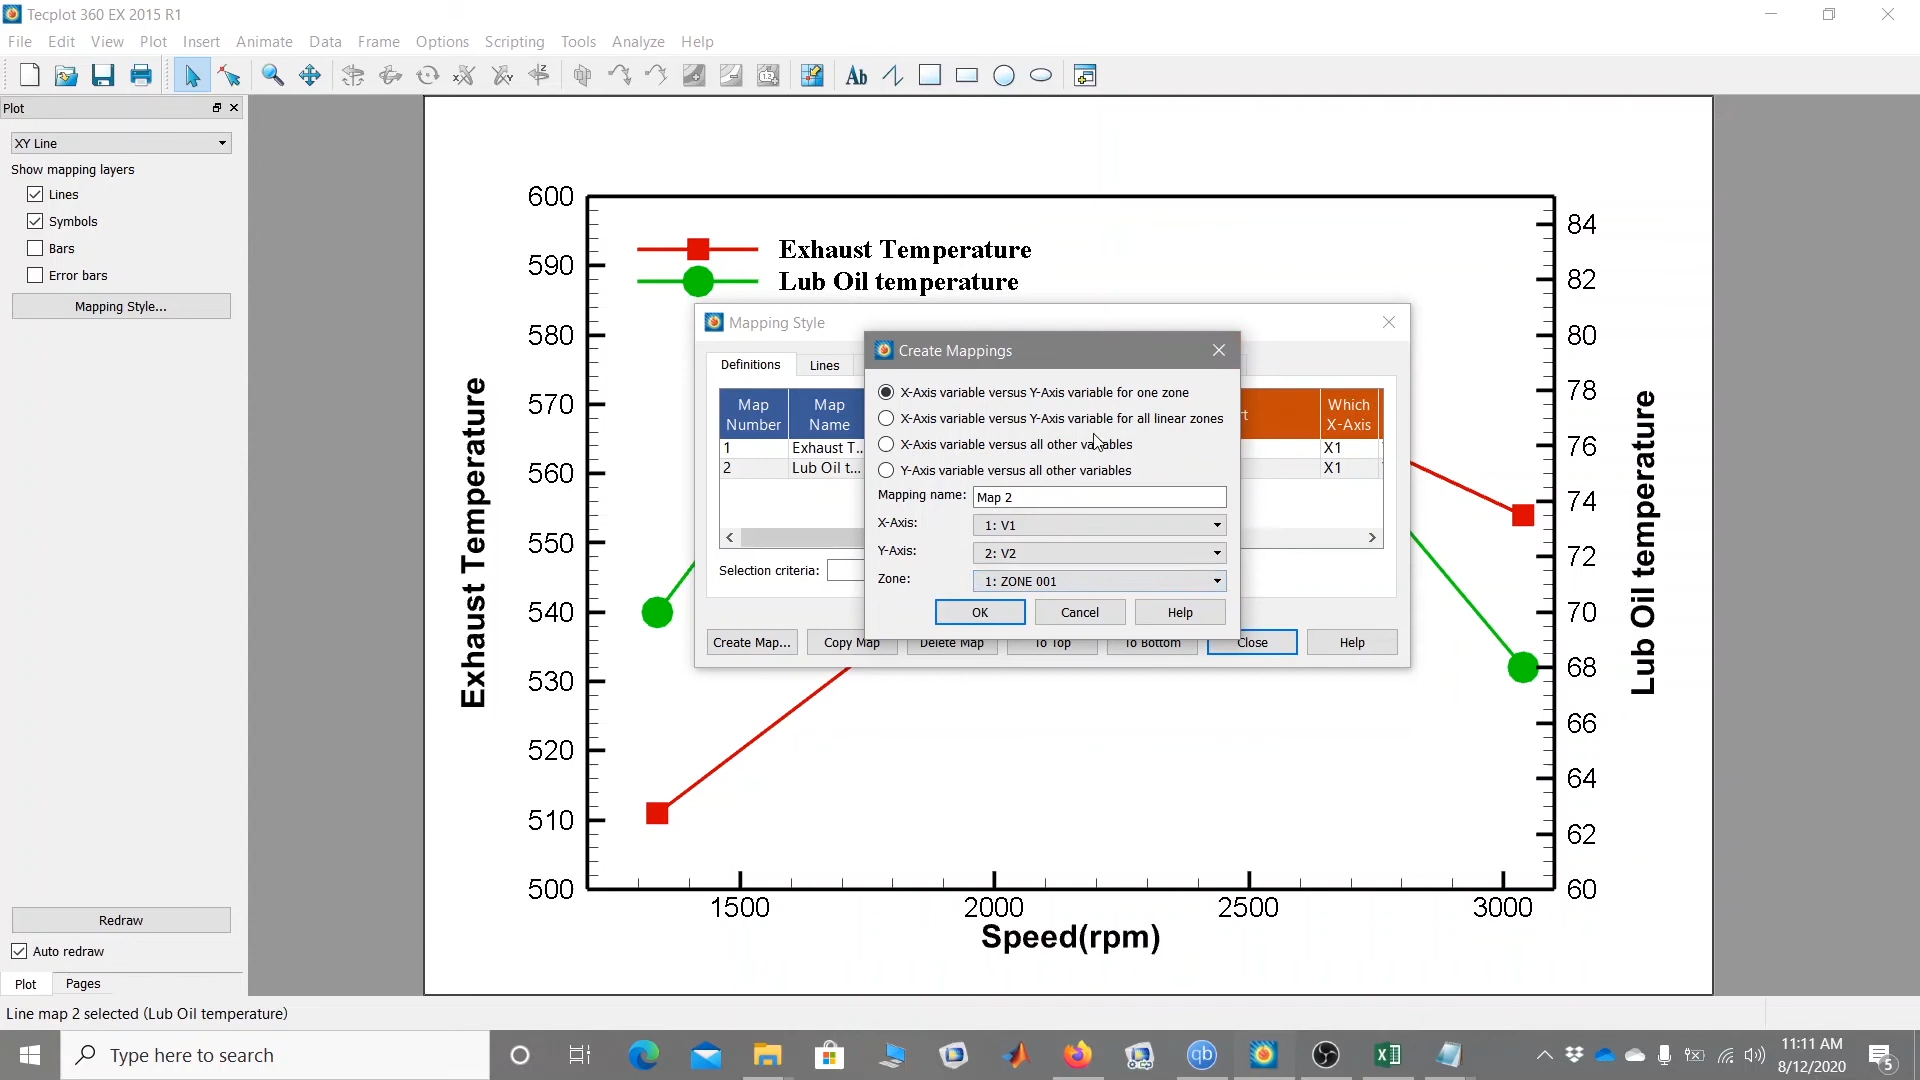 Tecplot 360 EX 2015 R1
File Edit View Plot Insert Animate Data Frame Options Scripting Tools Analyze Help
Plot
XY Line
Show mapping layers
Lines
Symbols
Bars
Error bars
Mapping Style...
Redraw
Auto redraw
Plot Pages
Exhaust Temperature
600
590
580
570
560
550
540
530
520
510
500
Exhaust Temperature
Lub Oil temperature
84
82
80
78
76
74
72
70
68
66
64
62
60
Lub Oil temperature
1500 2000 2500 3000
Speed(rpm)
Mapping Style
Definitions Lines
Map Number
Map Name
Which X-Axis
1 Exhaust T... X1
2 Lub Oil t... X1
Selection criteria:
Create Map... Copy Map Delete Map To Top To Bottom Close Help
Create Mappings
X-Axis variable versus Y-Axis variable for one zone
X-Axis variable versus Y-Axis variable for all linear zones
X-Axis variable versus all other variables
Y-Axis variable versus all other variables
Mapping name: Map 2
X-Axis: 1: V1
Y-Axis: 2: V2
Zone: 1: ZONE 001
OK Cancel Help
Line map 2 selected (Lub Oil temperature)
Type here to search
11:11 AM
8/12/2020
5